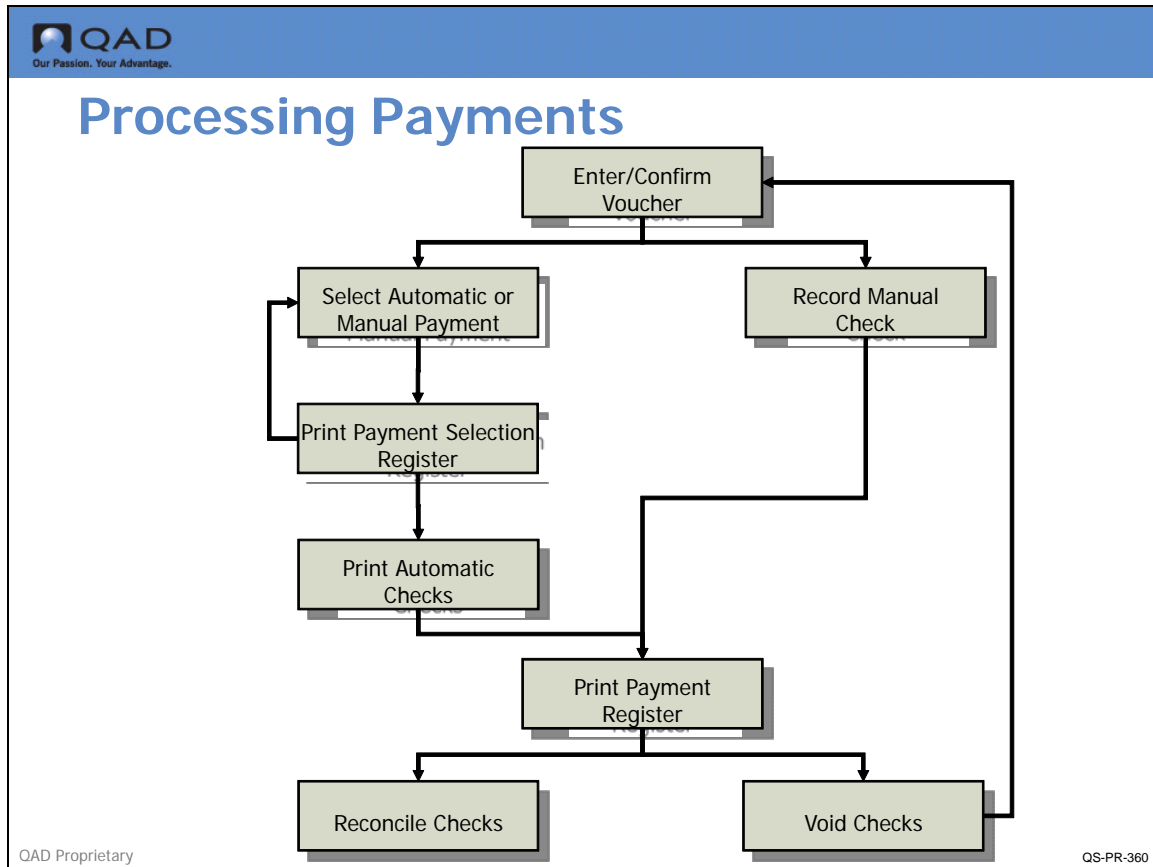 QAD
Our Passion. Your Advantage.
Processing Payments
Enter/Confirm
Voucher
Select Automatic or
Manual Payment
Record Manual
Check
Print Payment Selection
Register
Print Automatic
Checks
Print Payment
Register
Reconcile Checks
Void Checks
QAD Proprietary
QS-PR-360